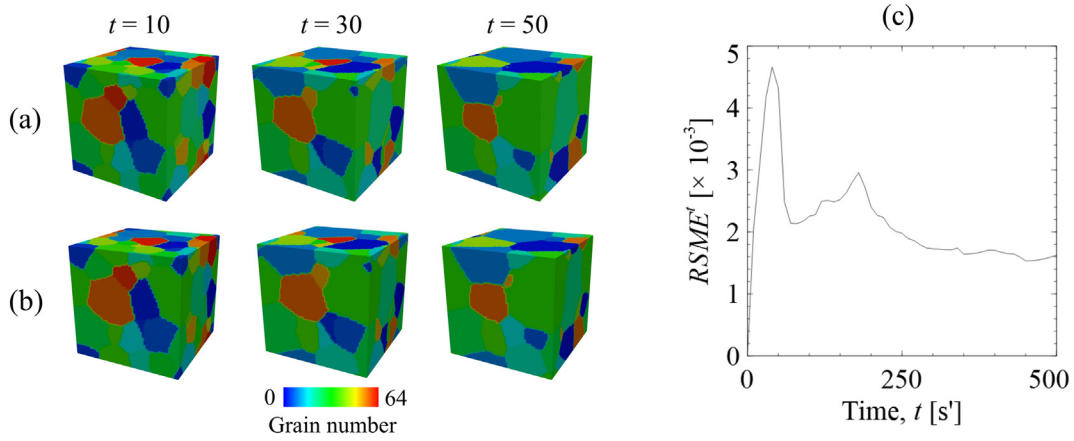 t = 10 t = 30 t = 50
(a)
(b)
0 64
Grain number
(c)
5
4
3
2
1
0
RSMEᵗ [× 10⁻³]
0 250 500
Time, t [s']